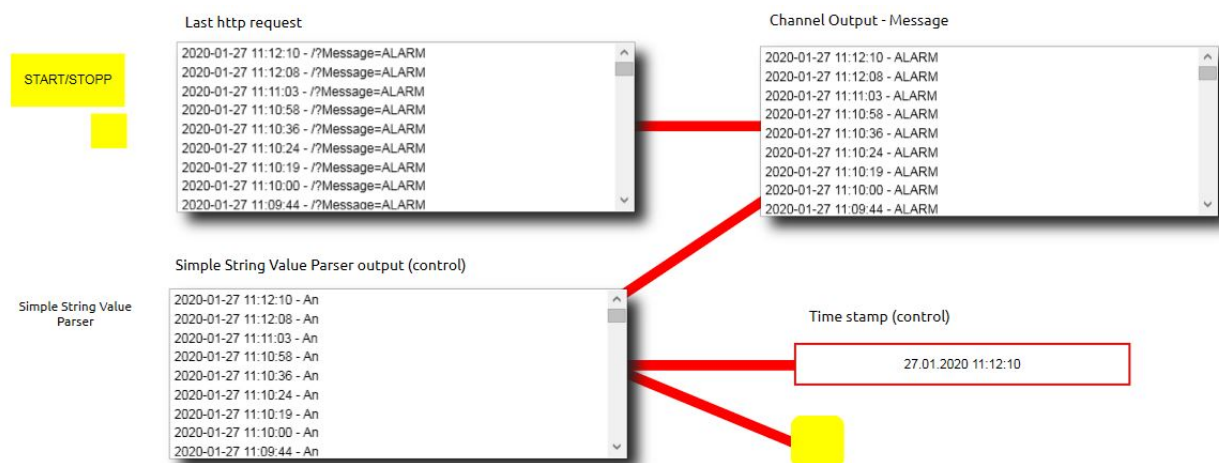 Last http request
Channel Output - Message
START/STOPP
2020-01-27 11:12:10 - /?Message=ALARM
2020-01-27 11:12:08 - /?Message=ALARM
2020-01-27 11:11:03 - /?Message=ALARM
2020-01-27 11:10:58 - /?Message=ALARM
2020-01-27 11:10:36 - /?Message=ALARM
2020-01-27 11:10:24 - /?Message=ALARM
2020-01-27 11:10:19 - /?Message=ALARM
2020-01-27 11:10:00 - /?Message=ALARM
2020-01-27 11:09:44 - /?Message=ALARM
2020-01-27 11:12:10 - ALARM
2020-01-27 11:12:08 - ALARM
2020-01-27 11:11:03 - ALARM
2020-01-27 11:10:58 - ALARM
2020-01-27 11:10:36 - ALARM
2020-01-27 11:10:24 - ALARM
2020-01-27 11:10:19 - ALARM
2020-01-27 11:10:00 - ALARM
2020-01-27 11:09:44 - ALARM
Simple String Value Parser output (control)
Simple String Value
Parser
2020-01-27 11:12:10 - An
2020-01-27 11:12:08 - An
2020-01-27 11:11:03 - An
2020-01-27 11:10:58 - An
2020-01-27 11:10:36 - An
2020-01-27 11:10:24 - An
2020-01-27 11:10:19 - An
2020-01-27 11:10:00 - An
2020-01-27 11:09:44 - An
Time stamp (control)
27.01.2020 11:12:10